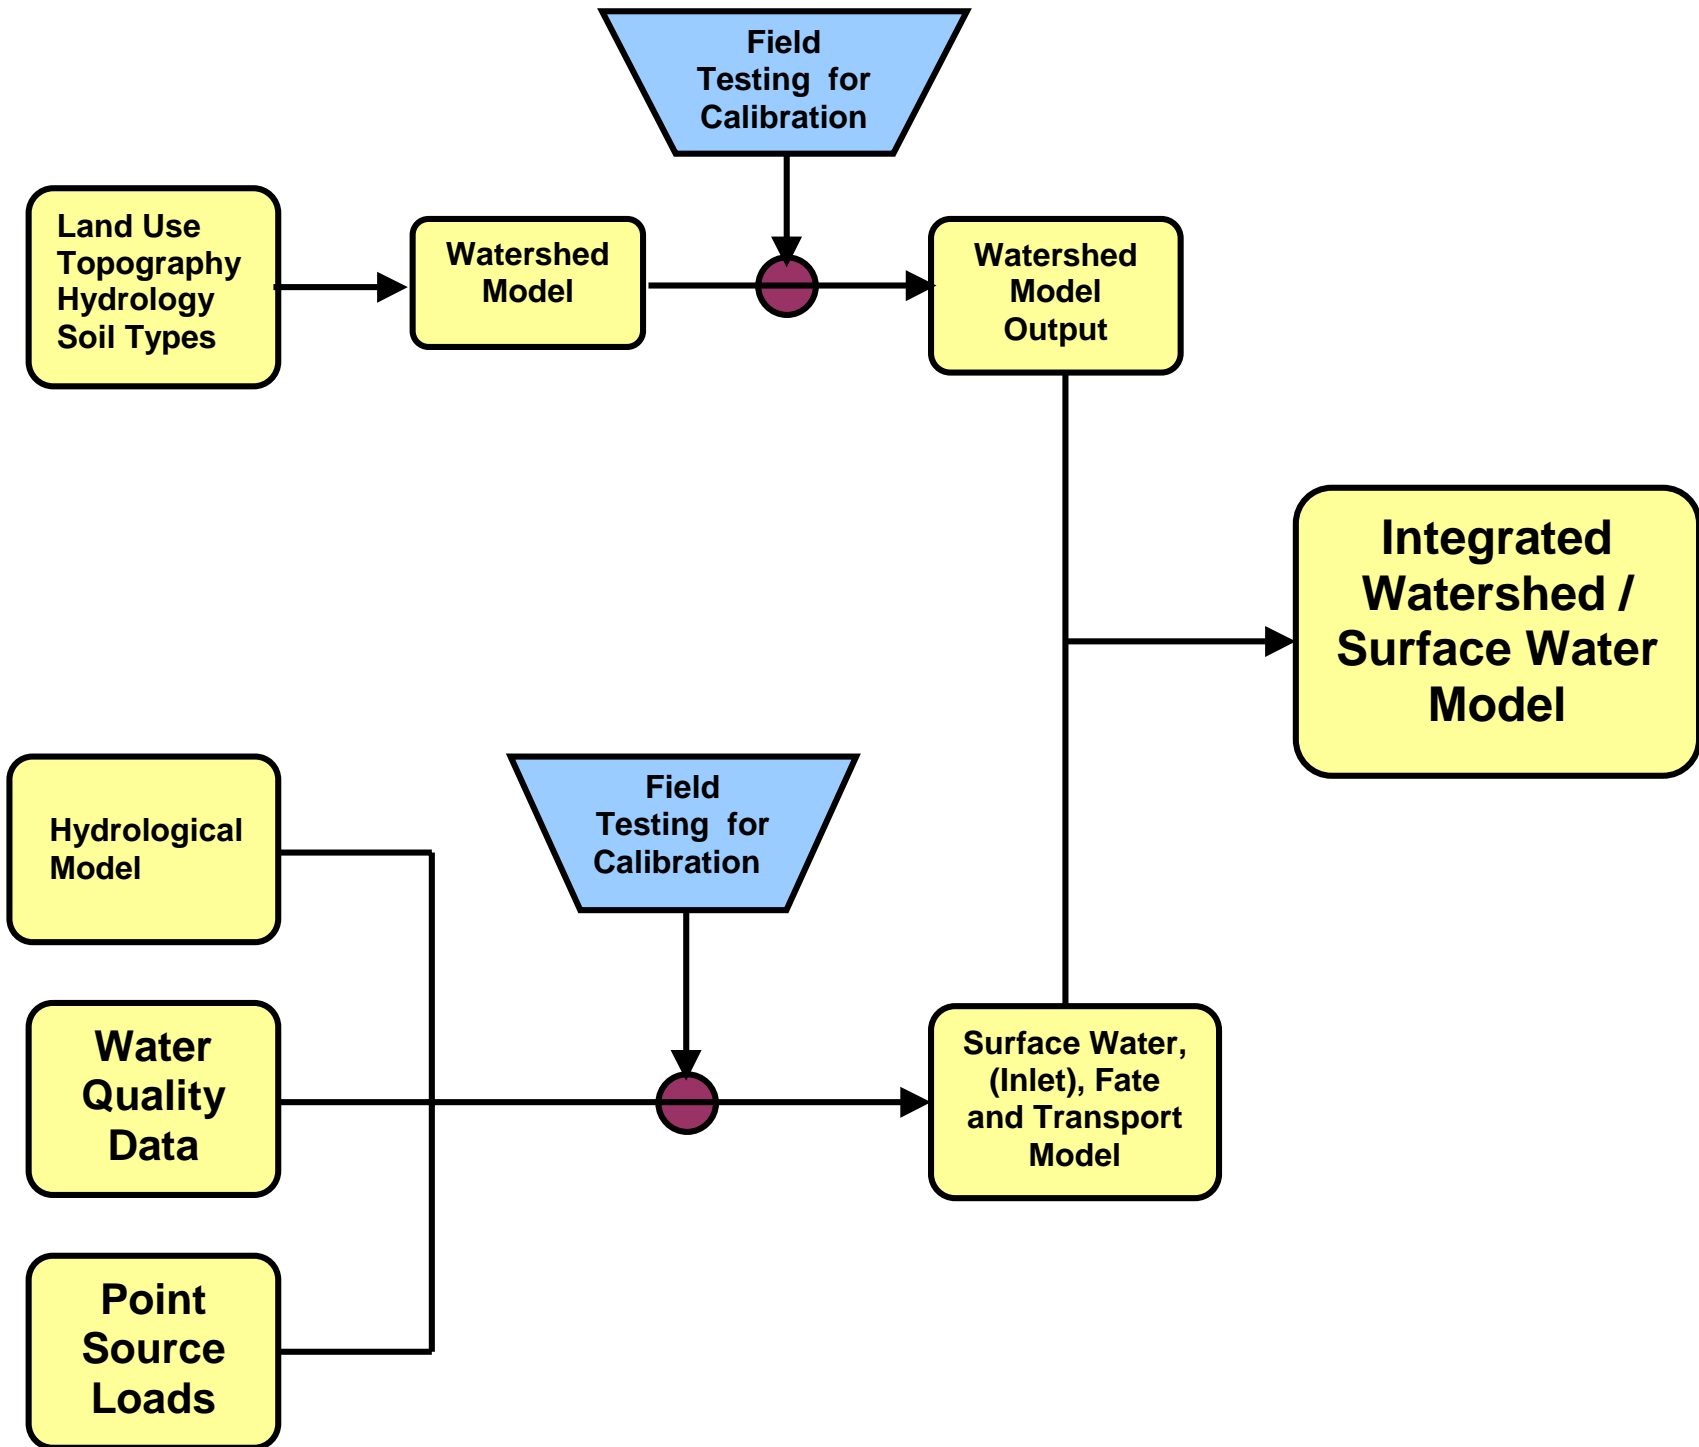 Field
Testing for
Calibration
Land Use
Topography
Hydrology
Soil Types
Watershed
Model
Watershed
Model
Output
Integrated
Watershed /
Surface Water
Model
Hydrological
Model
Field
Testing for
Calibration
Water
Quality
Data
Surface Water,
(Inlet), Fate
and Transport
Model
Point
Source
Loads